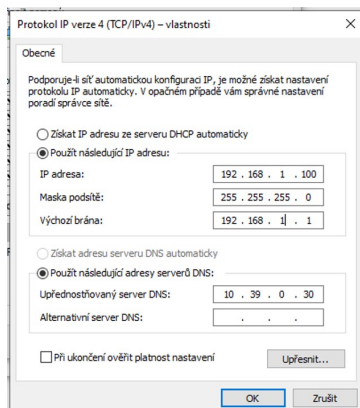 Protokol IP verze 4 (TCP/IPv4) – vlastnosti
Obecné
Podporuje-li síť automatickou konfiguraci IP, je možné získat nastavení
protokolu IP automaticky. V opačném případě vám správné nastavení
poradí správce sítě.
Získat IP adresu ze serveru DHCP automaticky
Použít následující IP adresu:
IP adresa: 192 . 168 . 1 . 100
Maska podsítě: 255 . 255 . 255 . 0
Výchozí brána: 192 . 168 . 1 . 1
Získat adresu serveru DNS automaticky
Použít následující adresy serverů DNS:
Upřednostňovaný server DNS: 10 . 39 . 0 . 30
Alternativní server DNS: . . .
Při ukončení ověřit platnost nastavení
Upřesnit...
OK Zrušit